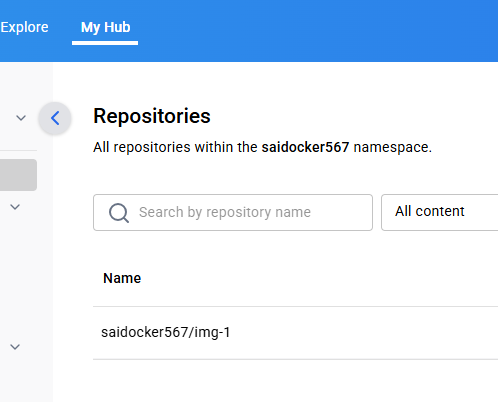 Explore My Hub
Repositories
All repositories within the saidocker567 namespace.
Search by repository name
All content
Name
saidocker567/img-1